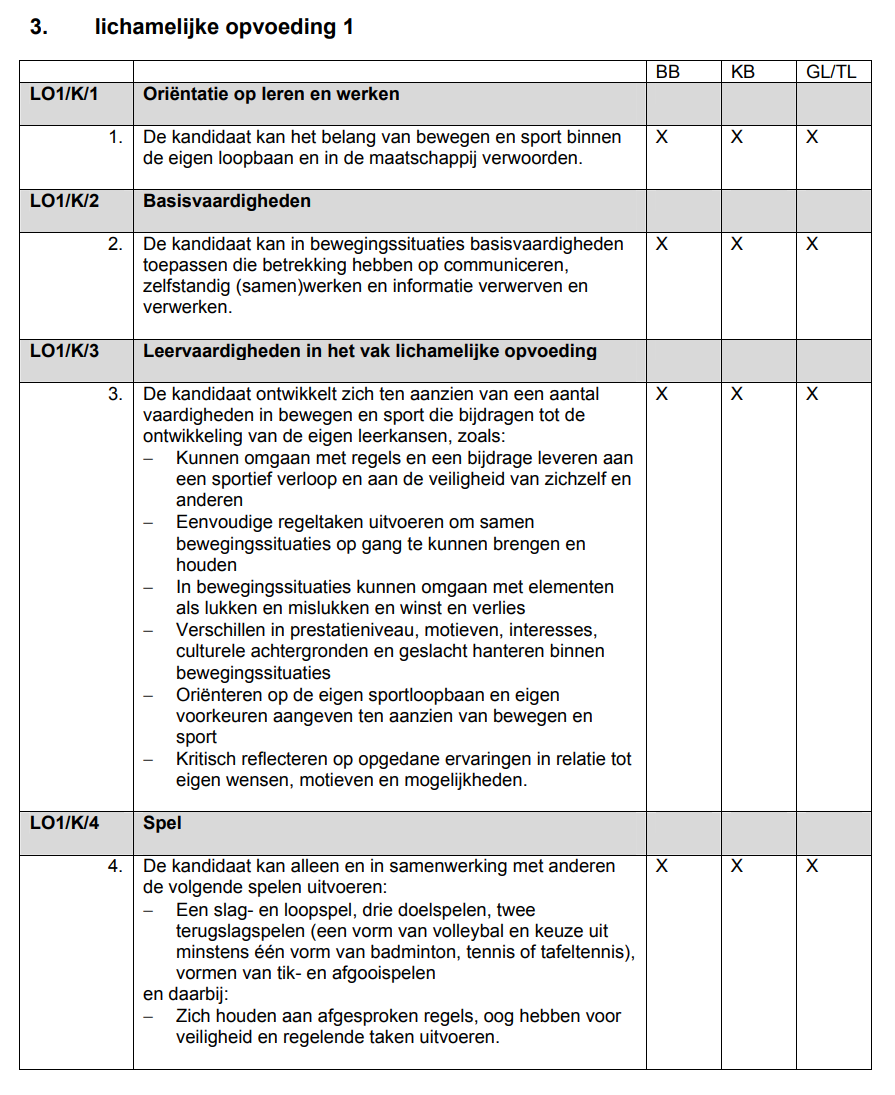 3. lichamelijke opvoeding 1
BB KB GL/TL
LO1/K/1 Oriëntatie op leren en werken
1. De kandidaat kan het belang van bewegen en sport binnen X X X
de eigen loopbaan en in de maatschappij verwoorden.
LO1/K/2 Basisvaardigheden
2. De kandidaat kan in bewegingssituaties basisvaardigheden X X X
toepassen die betrekking hebben op communiceren,
zelfstandig (samen)werken en informatie verwerven en
verwerken.
LO1/K/3 Leervaardigheden in het vak lichamelijke opvoeding
3. De kandidaat ontwikkelt zich ten aanzien van een aantal X X X
vaardigheden in bewegen en sport die bijdragen tot de
ontwikkeling van de eigen leerkansen, zoals:
– Kunnen omgaan met regels en een bijdrage leveren aan
een sportief verloop en aan de veiligheid van zichzelf en
anderen
– Eenvoudige regeltaken uitvoeren om samen
bewegingssituaties op gang te kunnen brengen en
houden
– In bewegingssituaties kunnen omgaan met elementen
als lukken en mislukken en winst en verlies
– Verschillen in prestatieniveau, motieven, interesses,
culturele achtergronden en geslacht hanteren binnen
bewegingssituaties
– Oriënteren op de eigen sportloopbaan en eigen
voorkeuren aangeven ten aanzien van bewegen en
sport
– Kritisch reflecteren op opgedane ervaringen in relatie tot
eigen wensen, motieven en mogelijkheden.
LO1/K/4 Spel
4. De kandidaat kan alleen en in samenwerking met anderen X X X
de volgende spelen uitvoeren:
– Een slag- en loopspel, drie doelspelen, twee
terugslagspelen (een vorm van volleybal en keuze uit
minstens één vorm van badminton, tennis of tafeltennis),
vormen van tik- en afgooispelen
en daarbij:
– Zich houden aan afgesproken regels, oog hebben voor
veiligheid en regelende taken uitvoeren.